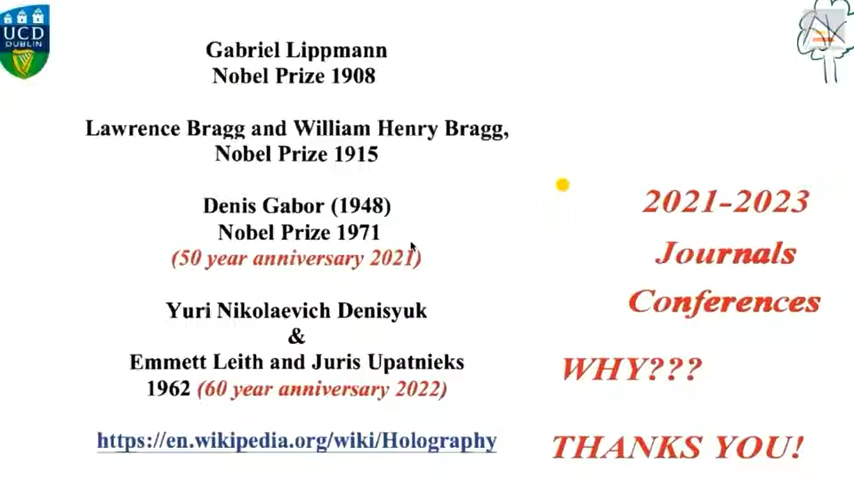 UCD
DUBLIN
Gabriel Lippmann
Nobel Prize 1908
Lawrence Bragg and William Henry Bragg,
Nobel Prize 1915
Denis Gabor (1948)
Nobel Prize 1971
(50 year anniversary 2021)
Yuri Nikolaevich Denisyuk
&
Emmett Leith and Juris Upatnieks
1962 (60 year anniversary 2022)
https://en.wikipedia.org/wiki/Holography
2021-2023
Journals
Conferences
WHY???
THANKS YOU!